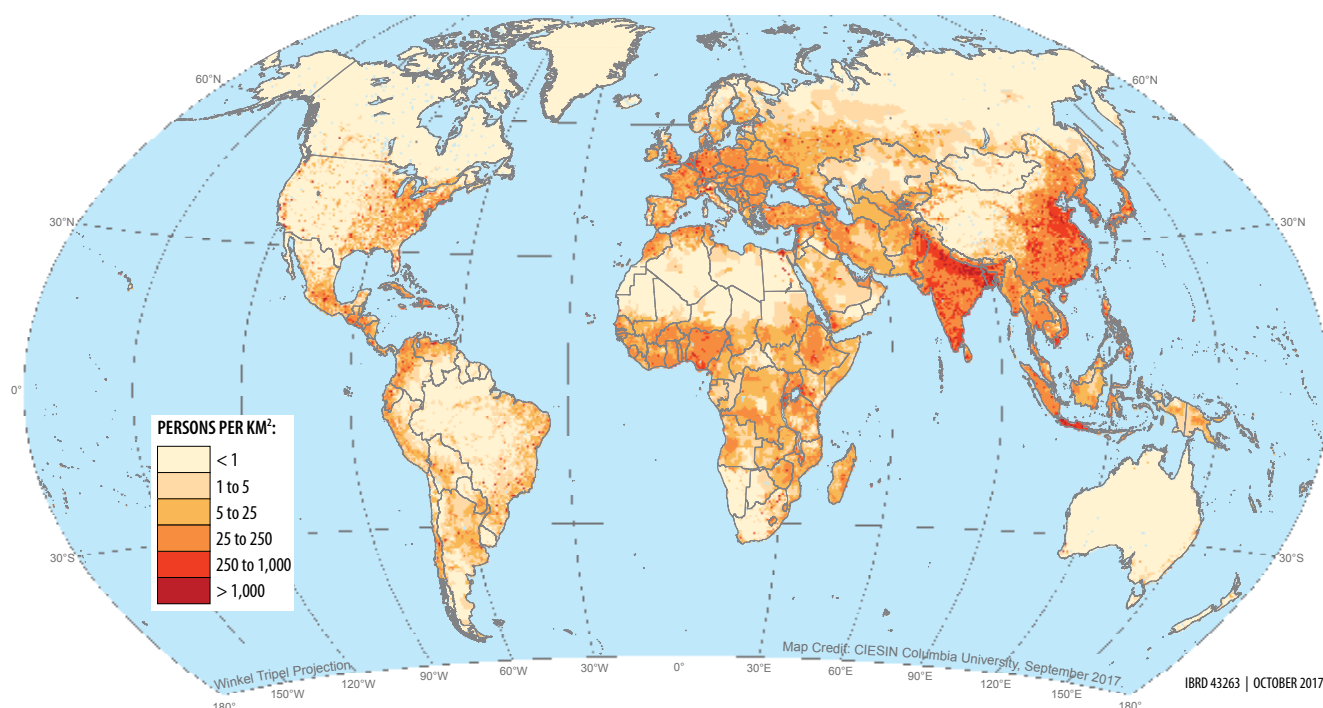 60°N
60°N
30°N
30°N
0°
PERSONS PER KM²:
< 1
1 to 5
5 to 25
25 to 250
250 to 1,000
> 1,000
30°S
30°S
Winkel Tripel Projection
Map Credit: CIESIN Columbia University, September 2017.
180°
150°W
120°W
90°W
60°W
30°W
0°
30°E
60°E
90°E
120°E
150°E
180°
IBRD 43263 | OCTOBER 2017